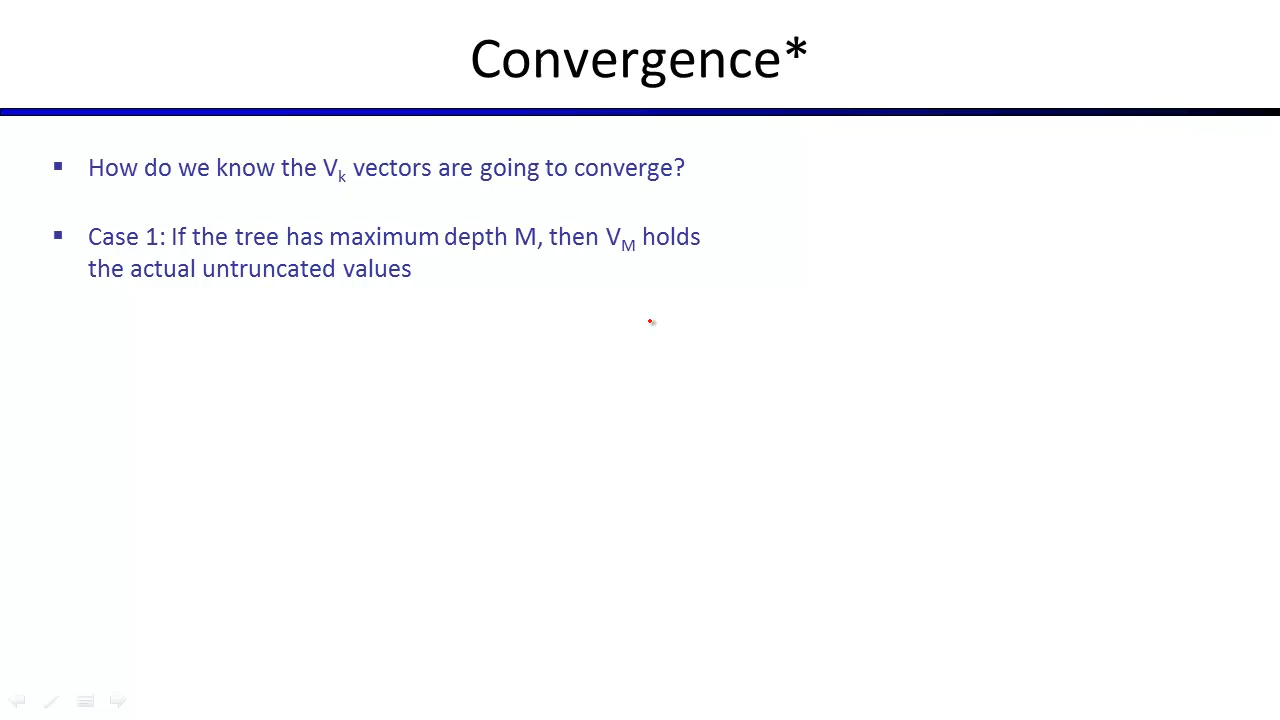 Convergence*
▪ How do we know the Vk vectors are going to converge?
▪ Case 1: If the tree has maximum depth M, then VM holds
the actual untruncated values